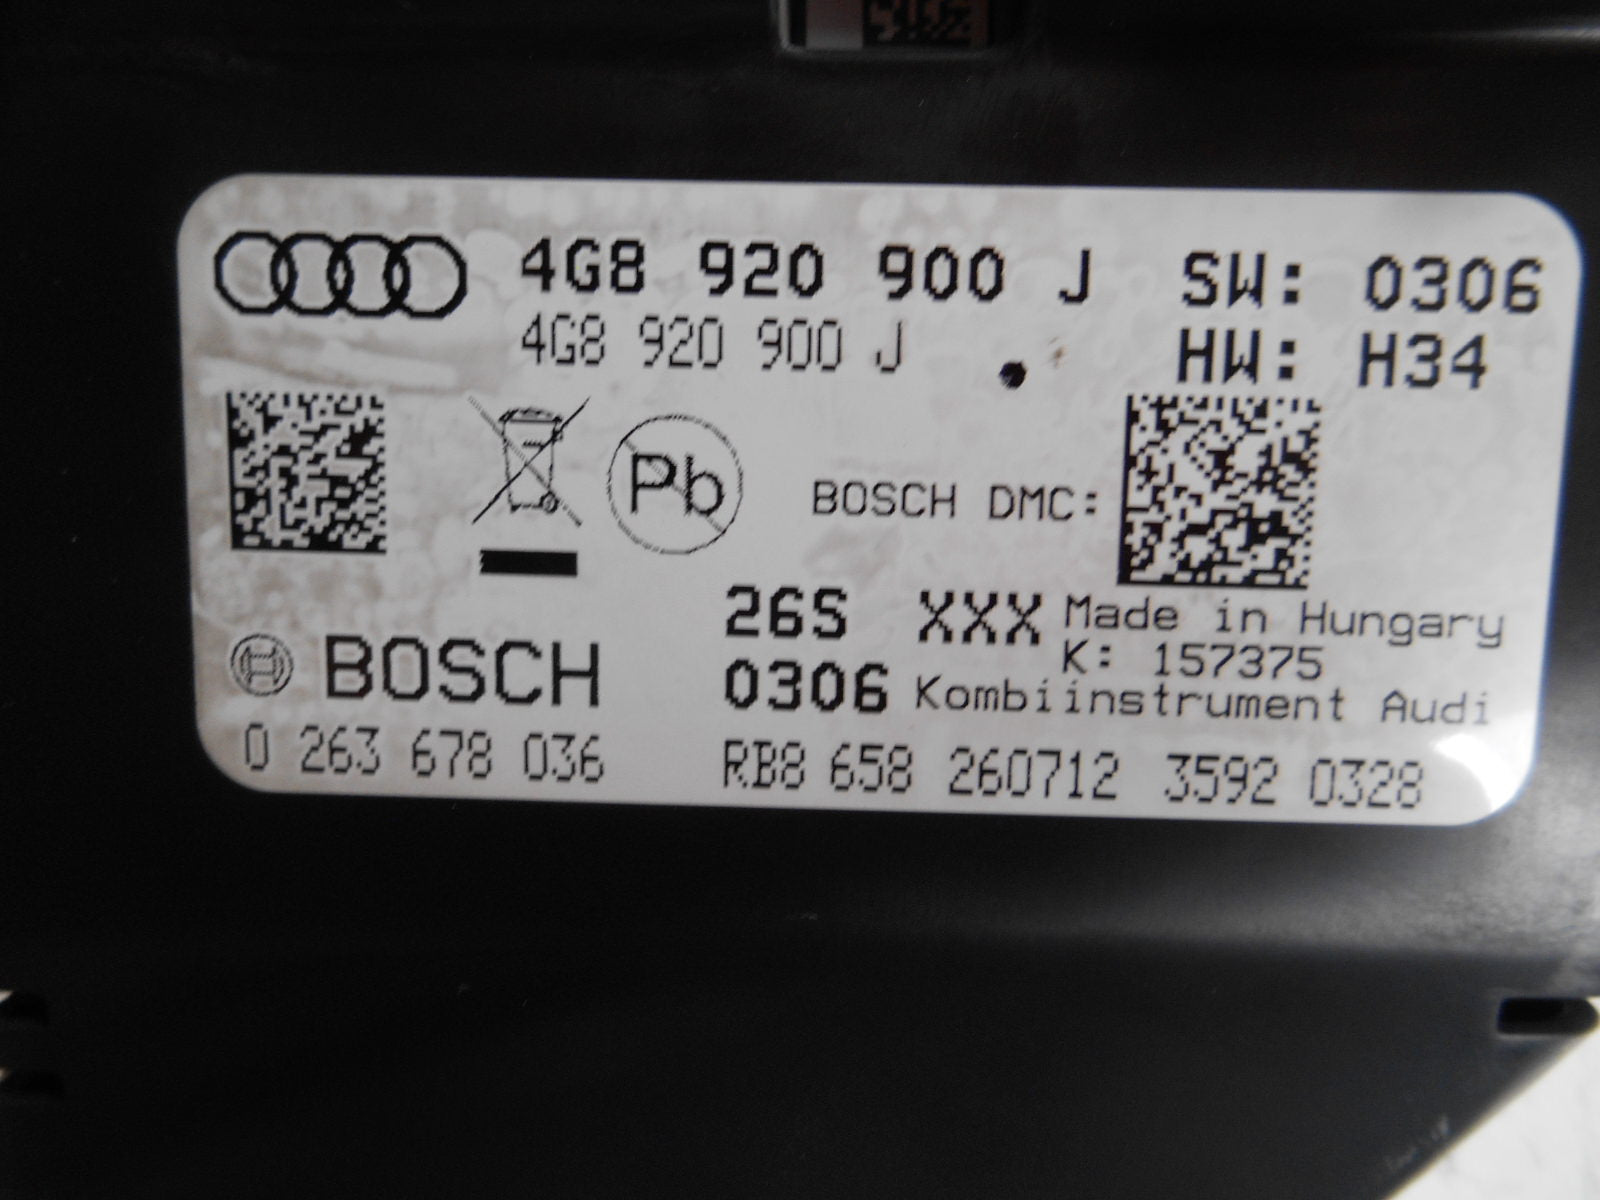 4G8 920 900 J SW: 0306
4G8 920 900 J HW: H34
Pb
BOSCH DMC:
26S XXX Made in Hungary
K: 157375
BOSCH 0306 Kombiinstrument Audi
0 263 678 036 RB8 658 260712 3592 0328